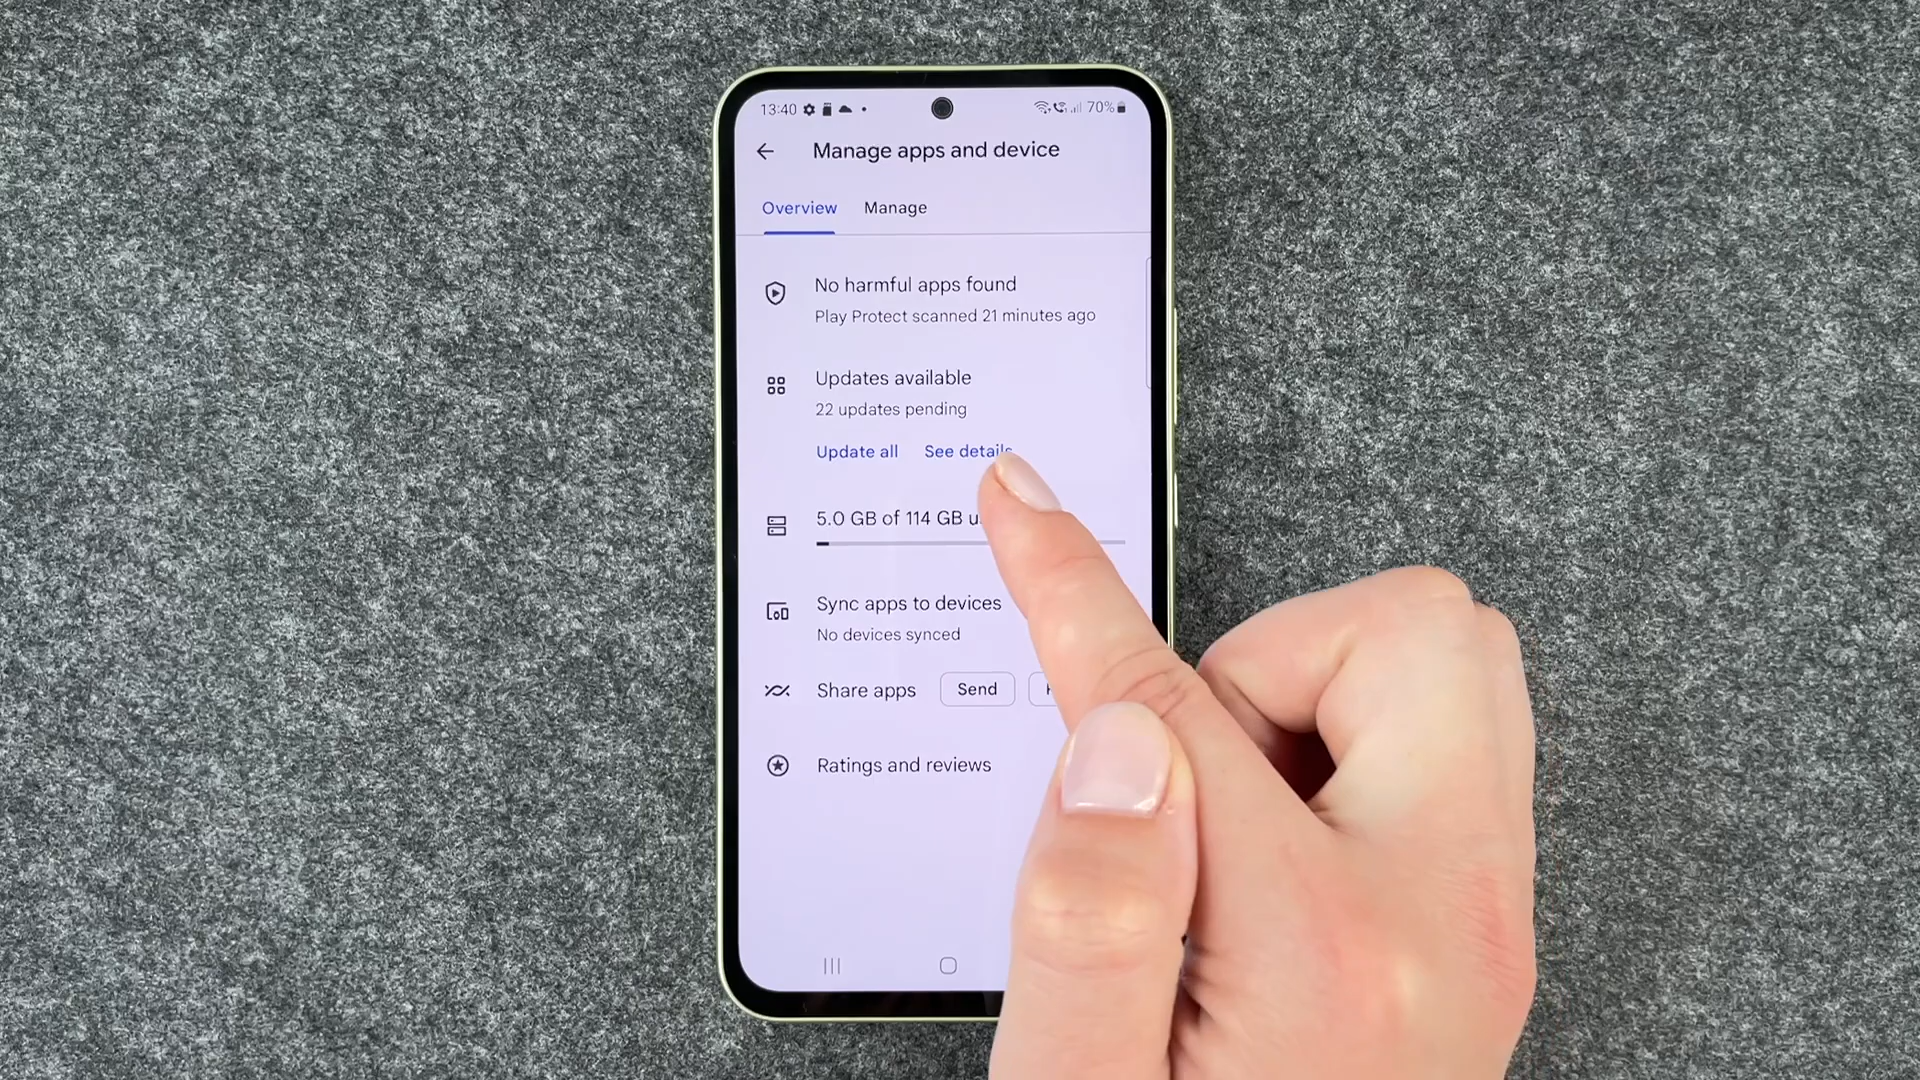 13:40
70%
Manage apps and device
Overview Manage
No harmful apps found
Play Protect scanned 21 minutes ago
Updates available
22 updates pending
Update all See details
5.0 GB of 114 GB
Sync apps to devices
No devices synced
Share apps Send
Ratings and reviews